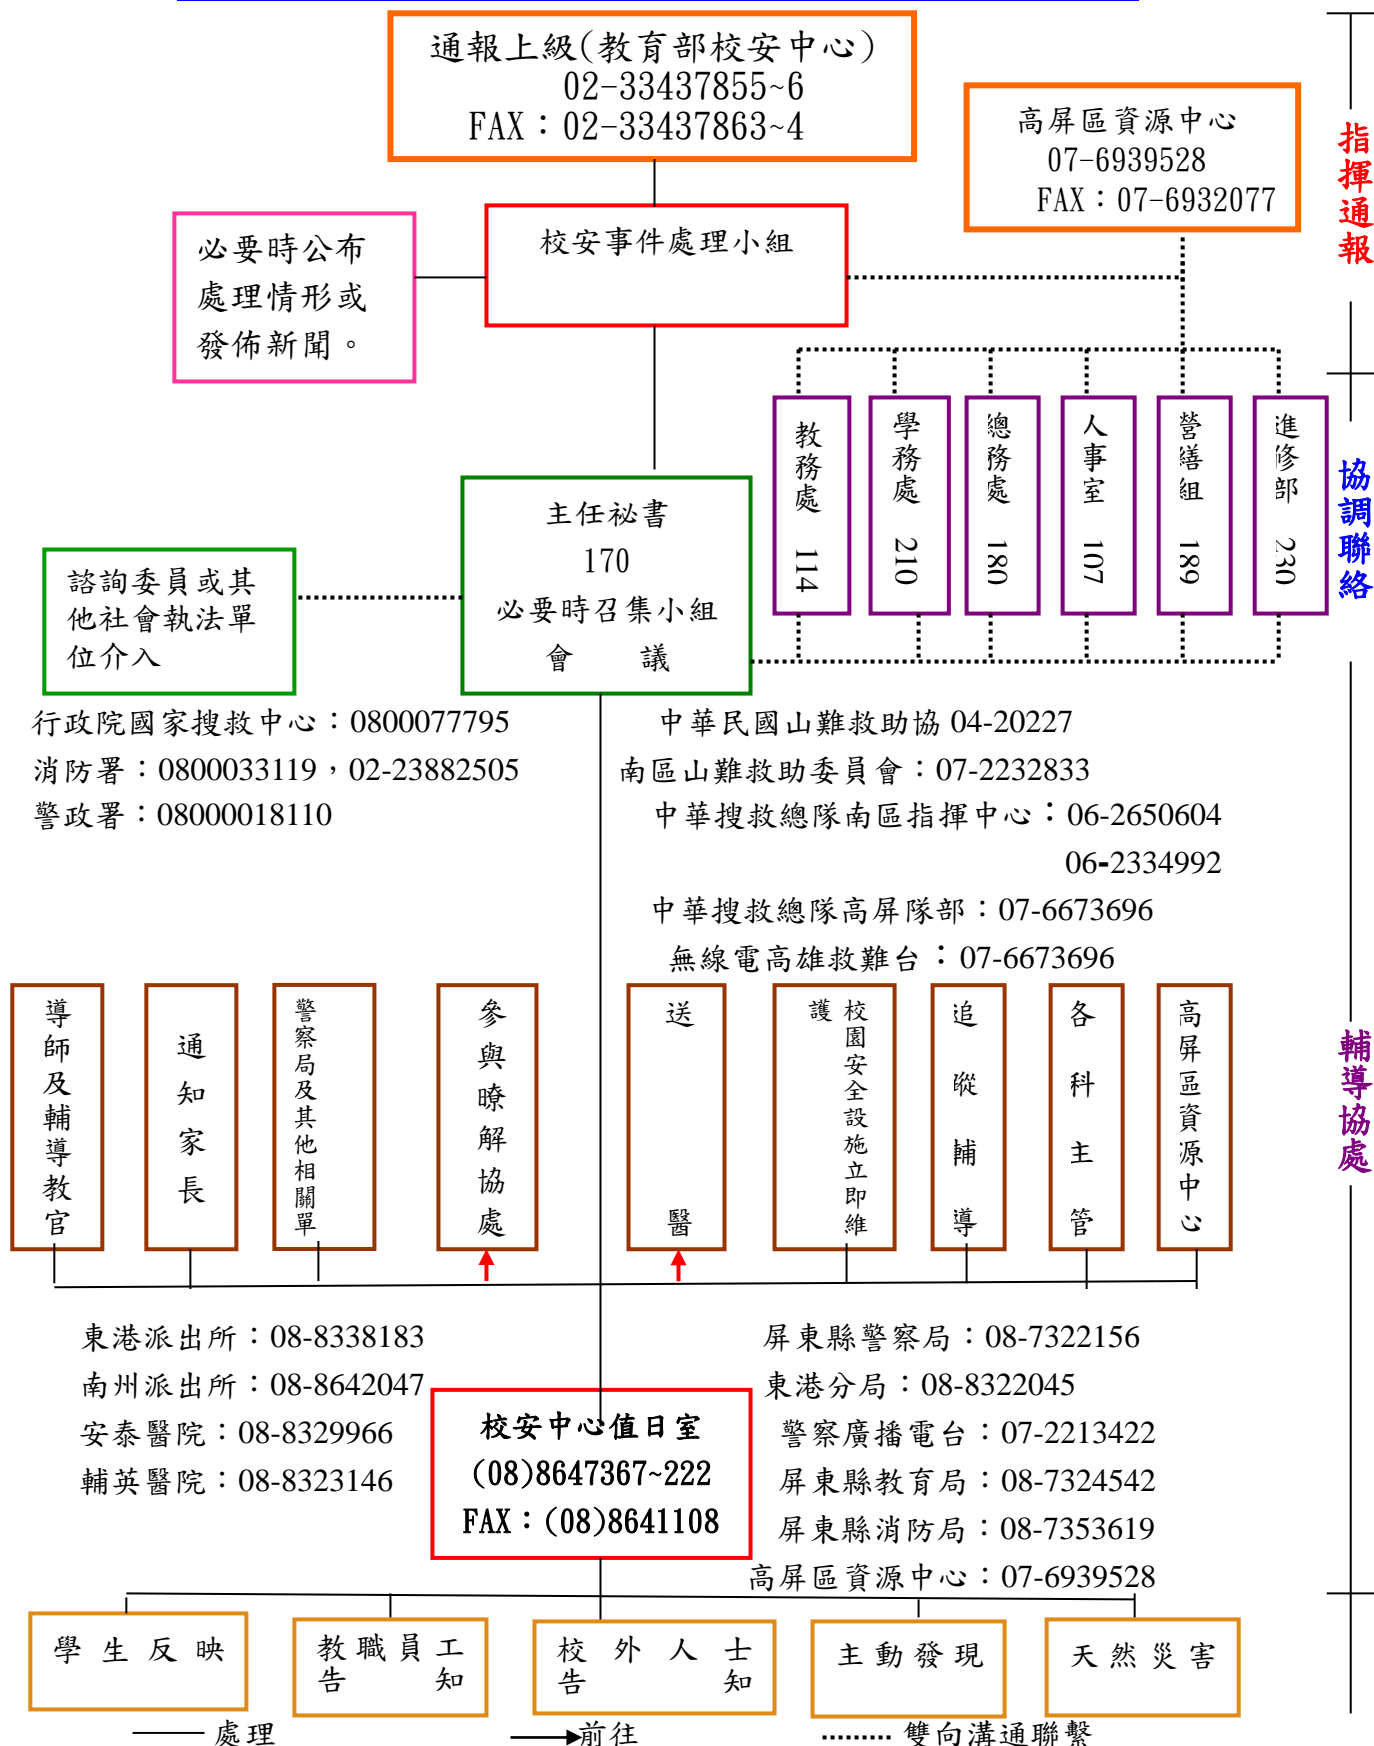 通報上級(教育部校安中心)
02-33437855~6
FAX：02-33437863~4
高屏區資源中心
07-6939528
FAX：07-6932077
指揮通報
必要時公布
處理情形或
發佈新聞。
校安事件處理小組
教務處 114
學務處 210
總務處 180
人事室 107
營繕組 189
進修部 230
協調聯絡
主任祕書
170
必要時召集小組
會 議
諮詢委員或其
他社會執法單
位介入
行政院國家搜救中心：0800077795
消防署：0800033119，02-23882505
警政署：08000018110
中華民國山難救助協 04-20227
南區山難救助委員會：07-2232833
中華搜救總隊南區指揮中心：06-2650604
06-2334992
中華搜救總隊高屏隊部：07-6673696
無線電高雄救難台：07-6673696
導師及輔導教官
通知家長
警察局及其他相關單
參與瞭解協處
送 醫
校園安全設施立即維
護
追蹤輔導
各科主管
高屏區資源中心
輔導協處
東港派出所：08-8338183
南州派出所：08-8642047
安泰醫院：08-8329966
輔英醫院：08-8323146
校安中心值日室
(08)8647367~222
FAX：(08)8641108
屏東縣警察局：08-7322156
東港分局：08-8322045
警察廣播電台：07-2213422
屏東縣教育局：08-7324542
屏東縣消防局：08-7353619
高屏區資源中心：07-6939528
學生反映
教職員工
告 知
校外人士
告 知
主動發現
天然災害
處理
前往
雙向溝通聯繫